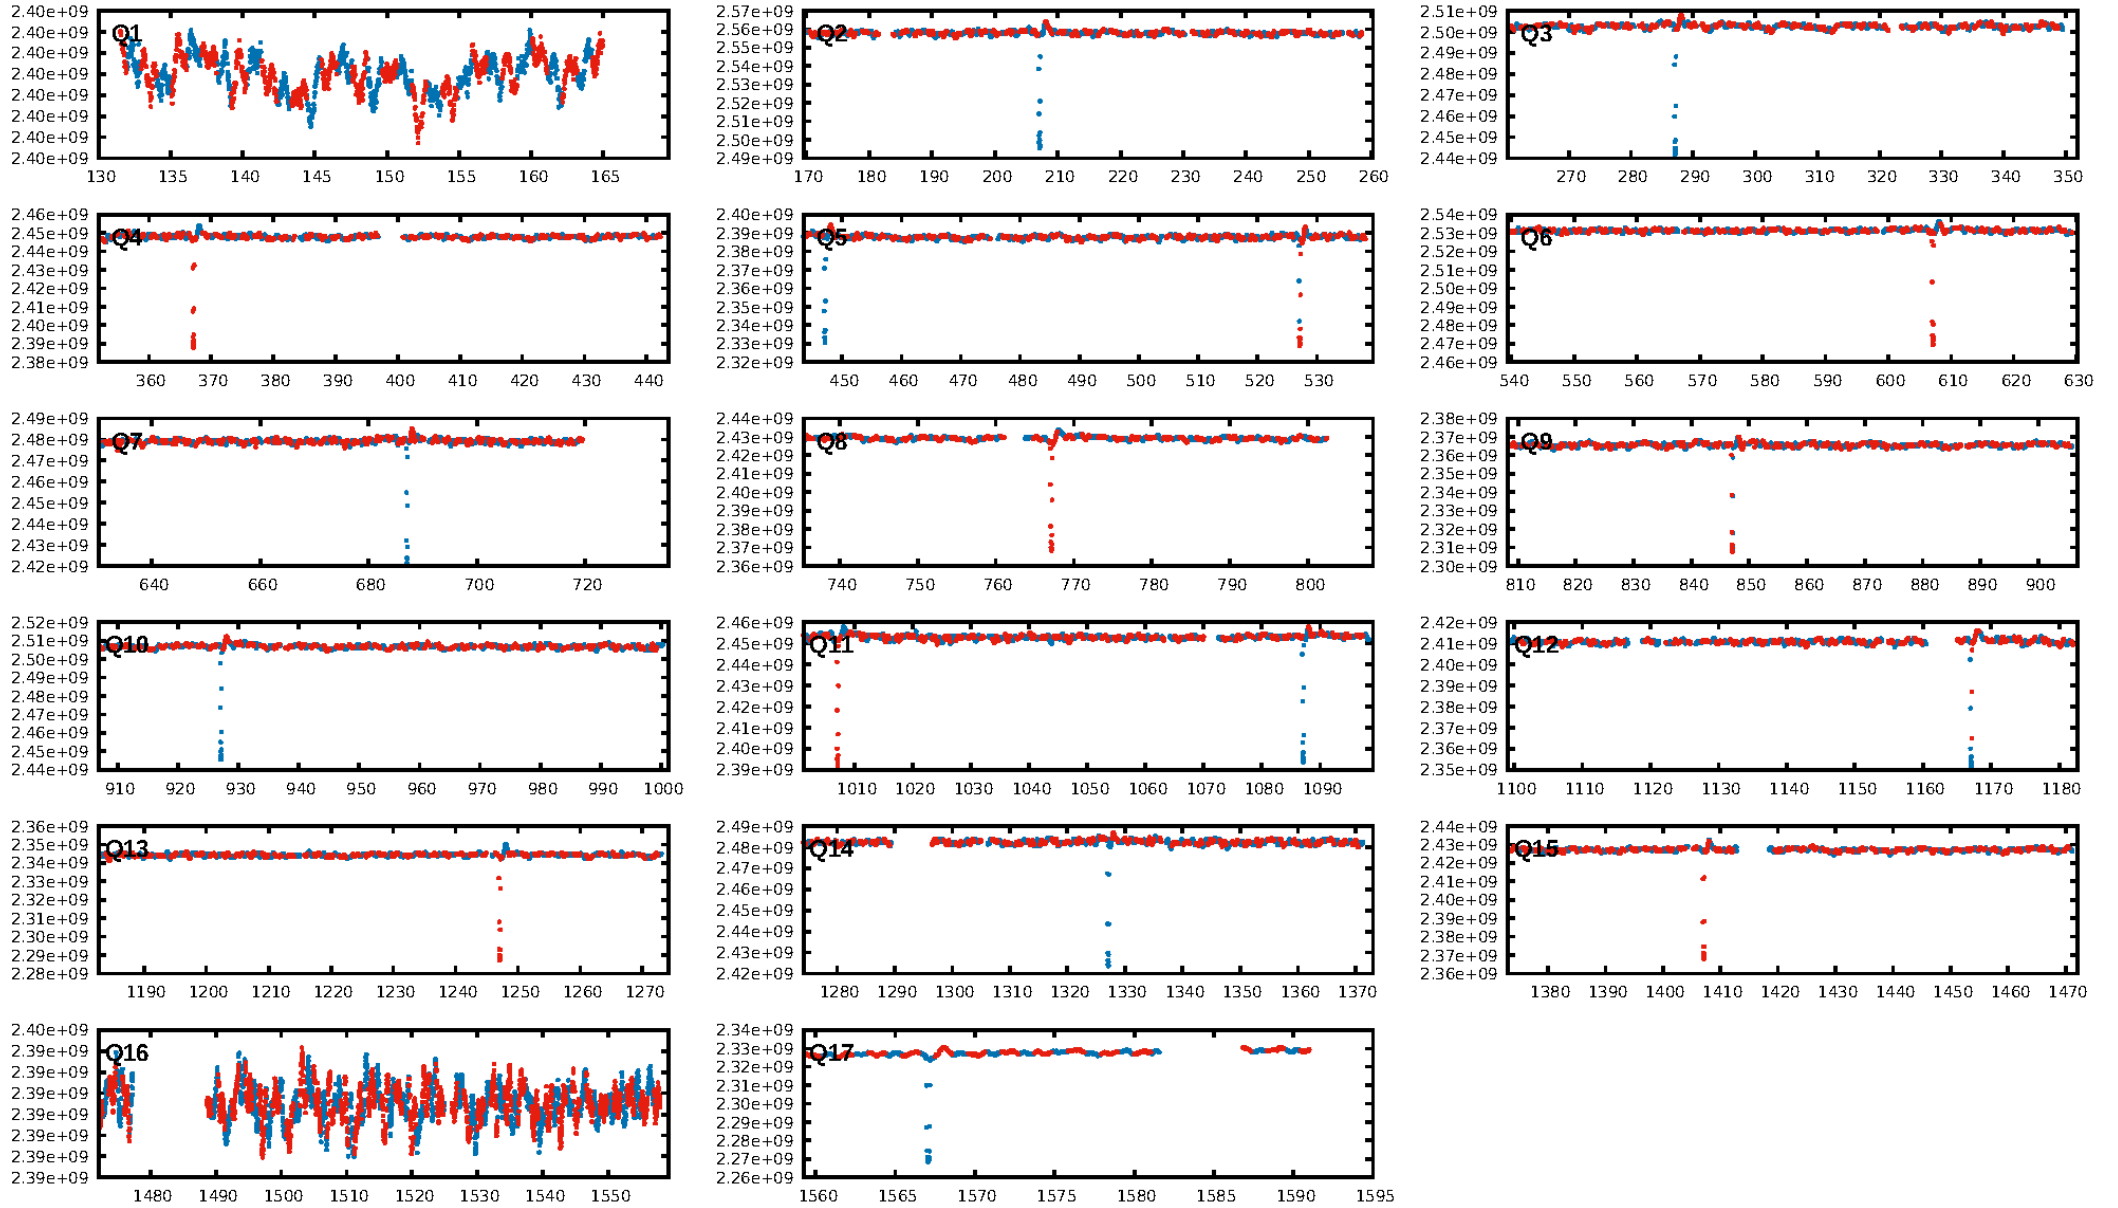 2.40e+09
2.40e+09
2.40e+09
2.40e+09
2.40e+09
2.40e+09
2.40e+09
2.40e+09
Q1
130 135 140 145 150 155 160 165
2.57e+09
2.56e+09
2.55e+09
2.54e+09
2.53e+09
2.52e+09
2.51e+09
2.50e+09
2.49e+09
Q2
170 180 190 200 210 220 230 240 250 260
2.51e+09
2.50e+09
2.49e+09
2.48e+09
2.47e+09
2.46e+09
2.45e+09
2.44e+09
Q3
270 280 290 300 310 320 330 340 350
2.46e+09
2.45e+09
2.44e+09
2.43e+09
2.42e+09
2.41e+09
2.40e+09
2.39e+09
2.38e+09
Q4
360 370 380 390 400 410 420 430 440
2.40e+09
2.39e+09
2.38e+09
2.37e+09
2.36e+09
2.35e+09
2.34e+09
2.33e+09
2.32e+09
Q5
450 460 470 480 490 500 510 520 530
2.54e+09
2.53e+09
2.52e+09
2.51e+09
2.50e+09
2.49e+09
2.48e+09
2.47e+09
2.46e+09
Q6
540 550 560 570 580 590 600 610 620 630
2.49e+09
2.48e+09
2.47e+09
2.46e+09
2.45e+09
2.44e+09
2.43e+09
2.42e+09
Q7
640 660 680 700 720
2.44e+09
2.43e+09
2.42e+09
2.41e+09
2.40e+09
2.39e+09
2.38e+09
2.37e+09
2.36e+09
Q8
740 750 760 770 780 790 800
2.38e+09
2.37e+09
2.36e+09
2.35e+09
2.34e+09
2.33e+09
2.32e+09
2.31e+09
2.30e+09
Q9
810 820 830 840 850 860 870 880 890 900
2.52e+09
2.51e+09
2.50e+09
2.49e+09
2.48e+09
2.47e+09
2.46e+09
2.45e+09
2.44e+09
Q10
910 920 930 940 950 960 970 980 990 1000
2.46e+09
2.45e+09
2.44e+09
2.43e+09
2.42e+09
2.41e+09
2.40e+09
2.39e+09
Q11
1010 1020 1030 1040 1050 1060 1070 1080 1090
2.42e+09
2.41e+09
2.40e+09
2.39e+09
2.38e+09
2.37e+09
2.36e+09
2.35e+09
Q12
1100 1110 1120 1130 1140 1150 1160 1170 1180
2.36e+09
2.35e+09
2.34e+09
2.33e+09
2.32e+09
2.31e+09
2.30e+09
2.29e+09
2.28e+09
Q13
1190 1200 1210 1220 1230 1240 1250 1260 1270
2.49e+09
2.48e+09
2.47e+09
2.46e+09
2.45e+09
2.44e+09
2.43e+09
2.42e+09
Q14
1280 1290 1300 1310 1320 1330 1340 1350 1360 1370
2.44e+09
2.43e+09
2.42e+09
2.41e+09
2.40e+09
2.39e+09
2.38e+09
2.37e+09
2.36e+09
Q15
1380 1390 1400 1410 1420 1430 1440 1450 1460 1470
2.40e+09
2.39e+09
2.39e+09
2.39e+09
2.39e+09
2.39e+09
2.39e+09
2.39e+09
Q16
1480 1490 1500 1510 1520 1530 1540 1550
2.34e+09
2.33e+09
2.32e+09
2.31e+09
2.30e+09
2.29e+09
2.28e+09
2.27e+09
2.26e+09
Q17
1560 1565 1570 1575 1580 1585 1590 1595